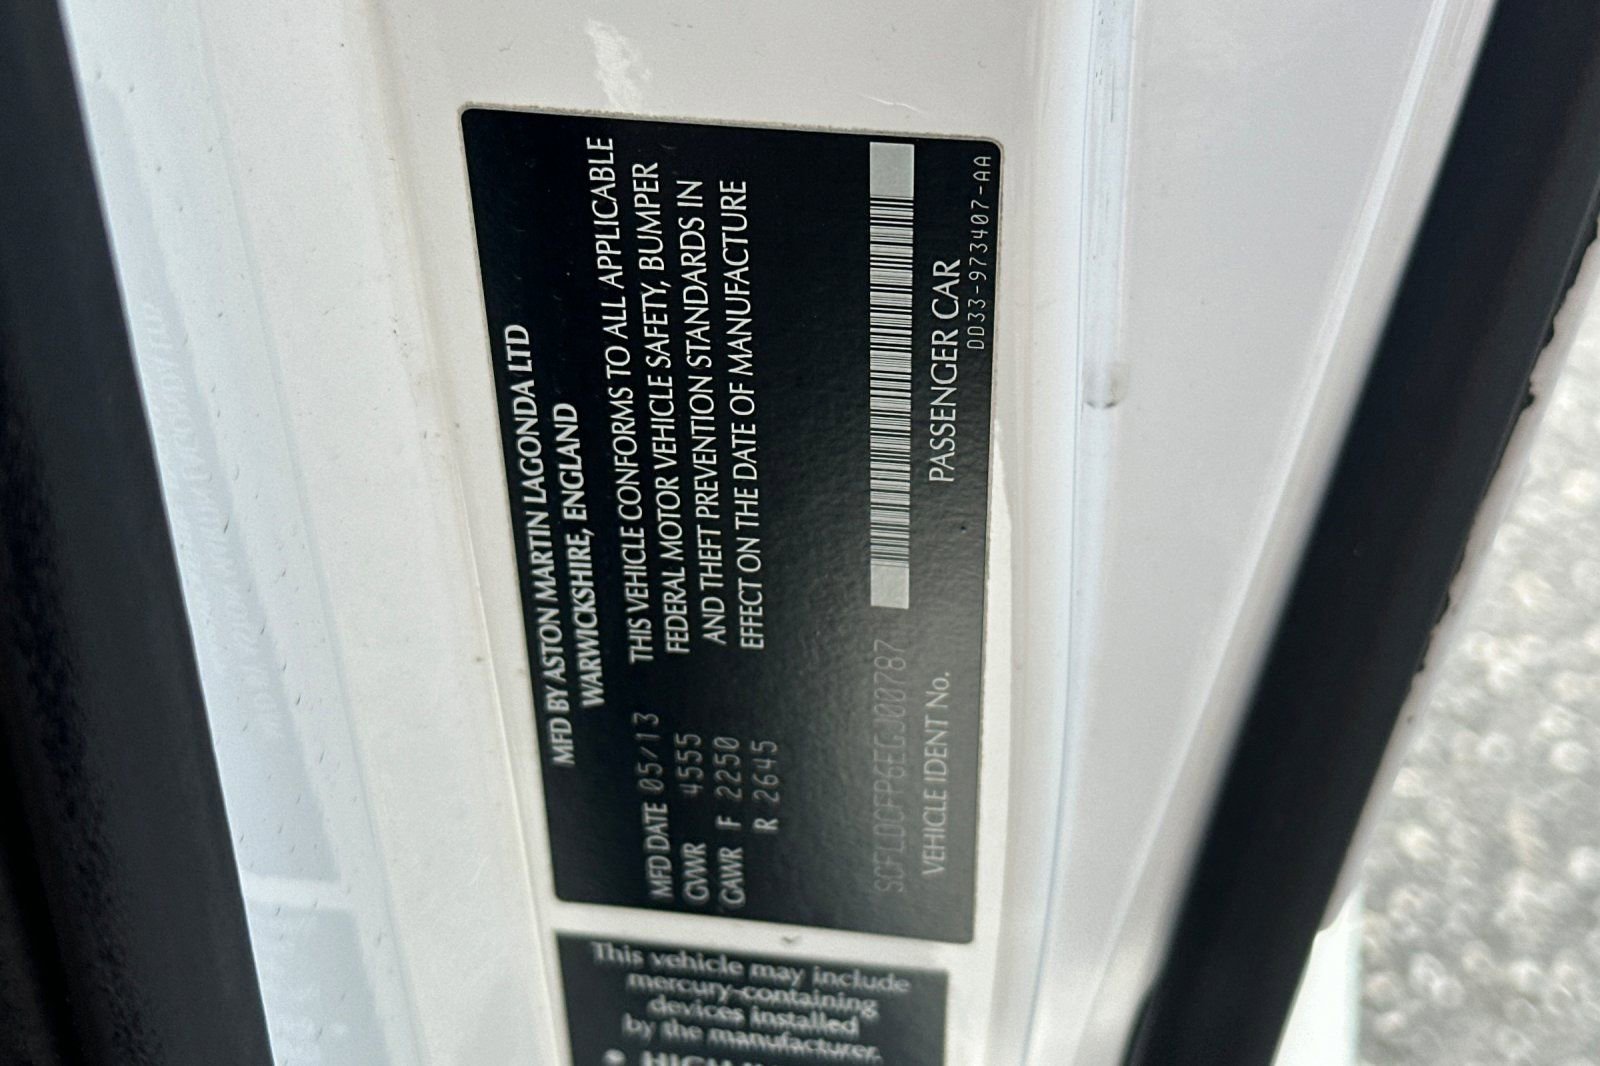 MFD BY ASTON MARTIN LAGONDA LTD
WARWICKSHIRE, ENGLAND
MFD DATE 05/13
GVWR 4555
GAWR F 2250
R 2645
THIS VEHICLE CONFORMS TO ALL APPLICABLE
FEDERAL MOTOR VEHICLE SAFETY, BUMPER
AND THEFT PREVENTION STANDARDS IN
EFFECT ON THE DATE OF MANUFACTURE
SCFLDCFP6EGJ00787
VEHICLE IDENT No.
PASSENGER CAR
DD33-973407-AA
This vehicle may include
mercury-containing
devices installed
by the manufacturer.